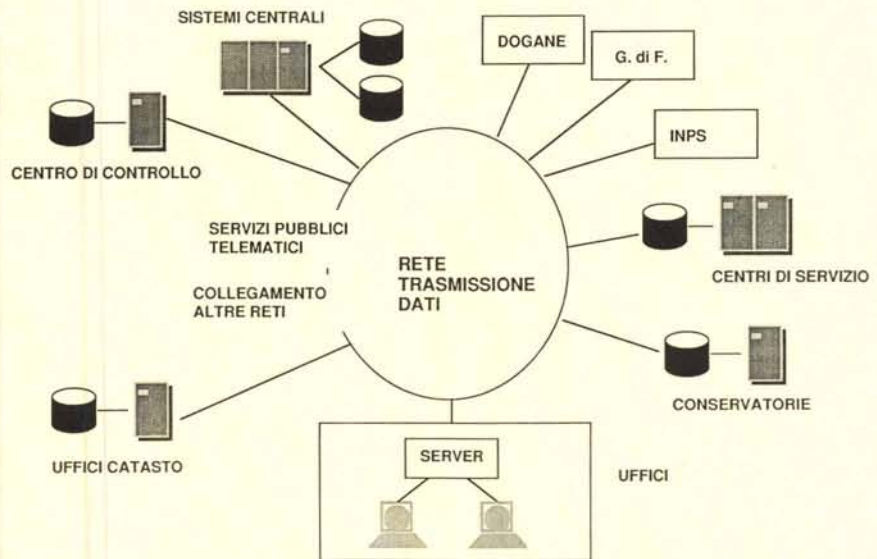 SISTEMI CENTRALI
DOGANE
G. di F.
INPS
CENTRO DI CONTROLLO
SERVIZI PUBBLICI
TELEMATICI
COLLEGAMENTO
ALTRE RETI
RETE
TRASMISSIONE
DATI
CENTRI DI SERVIZIO
CONSERVATORIE
UFFICI CATASTO
SERVER
UFFICI